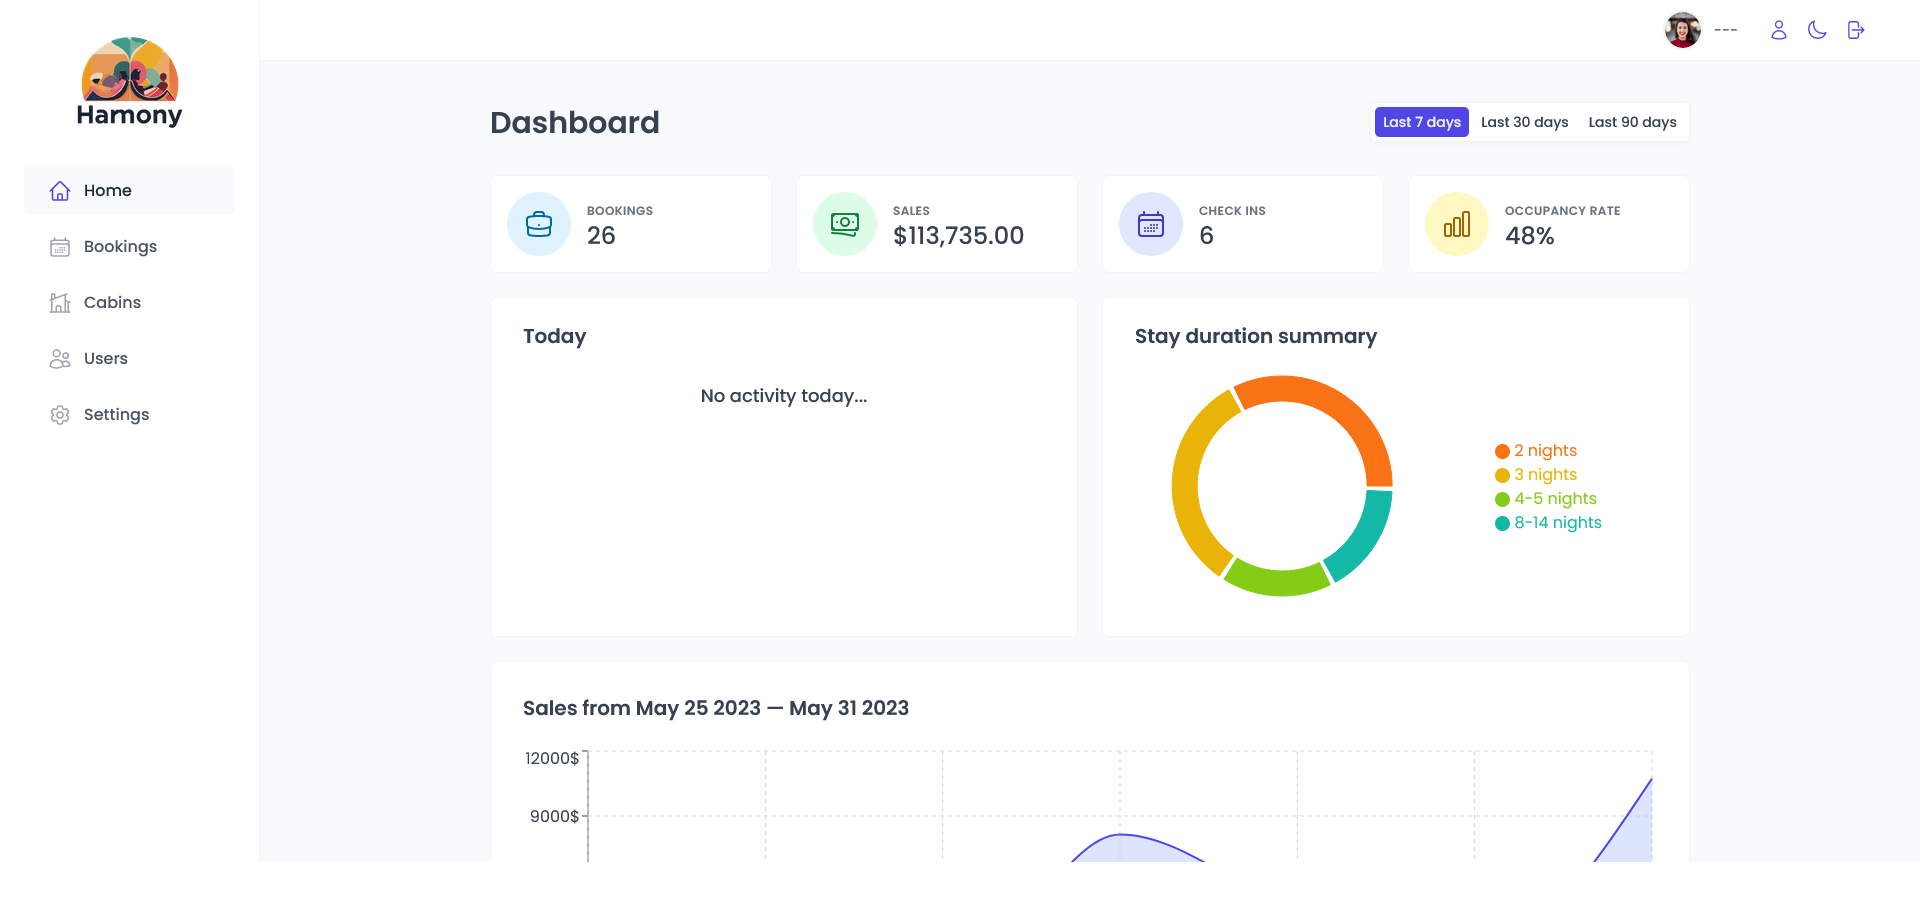 Hamony
---
Home
Bookings
Cabins
Users
Settings
Dashboard
Last 7 days
Last 30 days
Last 90 days
BOOKINGS
26
SALES
$113,735.00
CHECK INS
6
OCCUPANCY RATE
48%
Today
No activity today...
Stay duration summary
2 nights
3 nights
4-5 nights
8-14 nights
Sales from May 25 2023 — May 31 2023
12000$
9000$